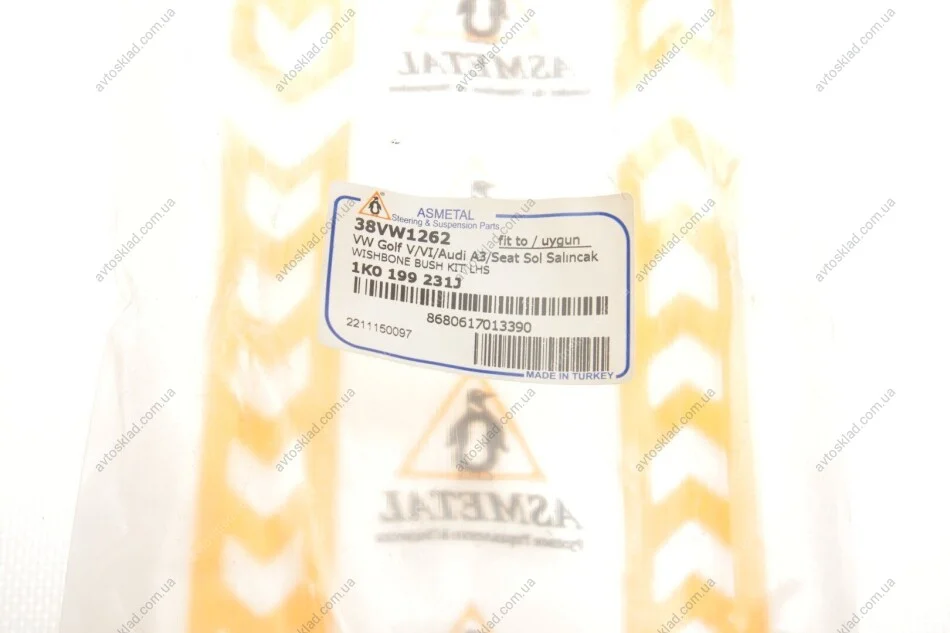 ASMETAL
ASMETAL
Steering & Suspension Parts
38VW1262
fit to / uygun
VW Golf V/VI/Audi A3/Seat Sol Salıncak
WISHBONE BUSH KIT LHS
1K0 199 231J
8680617013390
2211150097
MADE IN TURKEY
ASMETAL
avtosklad.com.ua